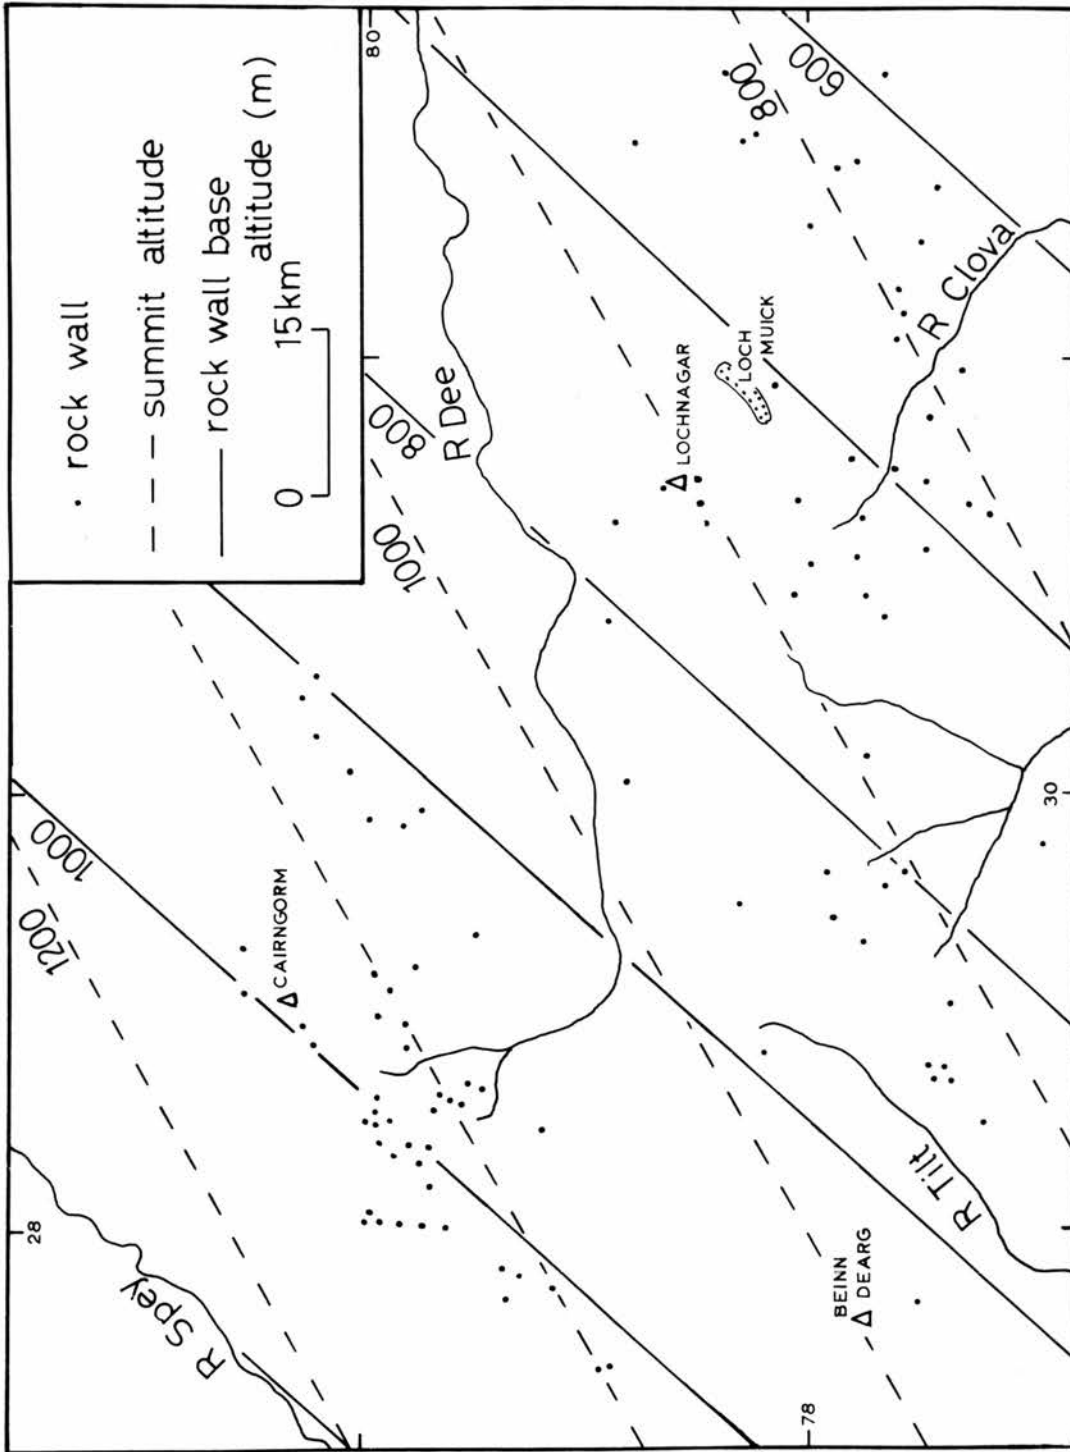 • rock wall
– – summit altitude
— rock wall base
altitude (m)
0 15km
80
28
30
78
1200
1000
1000
800
800
600
R Spey
R Dee
R Tilt
R Clova
CAIRNGORM
LOCHNAGAR
LOCH
MUICK
BEINN
DEARG